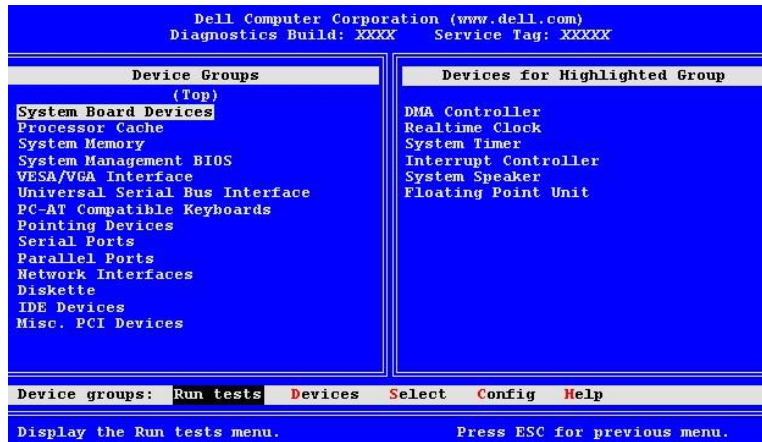 Dell Computer Corporation (www.dell.com)
Diagnostics Build: XXXX Service Tag: XXXXX
Device Groups
(Top)
System Board Devices
Processor Cache
System Memory
System Management BIOS
VESA/VGA Interface
Universal Serial Bus Interface
PC-AT Compatible Keyboards
Pointing Devices
Serial Ports
Parallel Ports
Network Interfaces
Diskette
IDE Devices
Misc. PCI Devices
Devices for Highlighted Group
DMA Controller
Realtime Clock
System Timer
Interrupt Controller
System Speaker
Floating Point Unit
Device groups: Run tests Devices Select Config Help
Display the Run tests menu. Press ESC for previous menu.